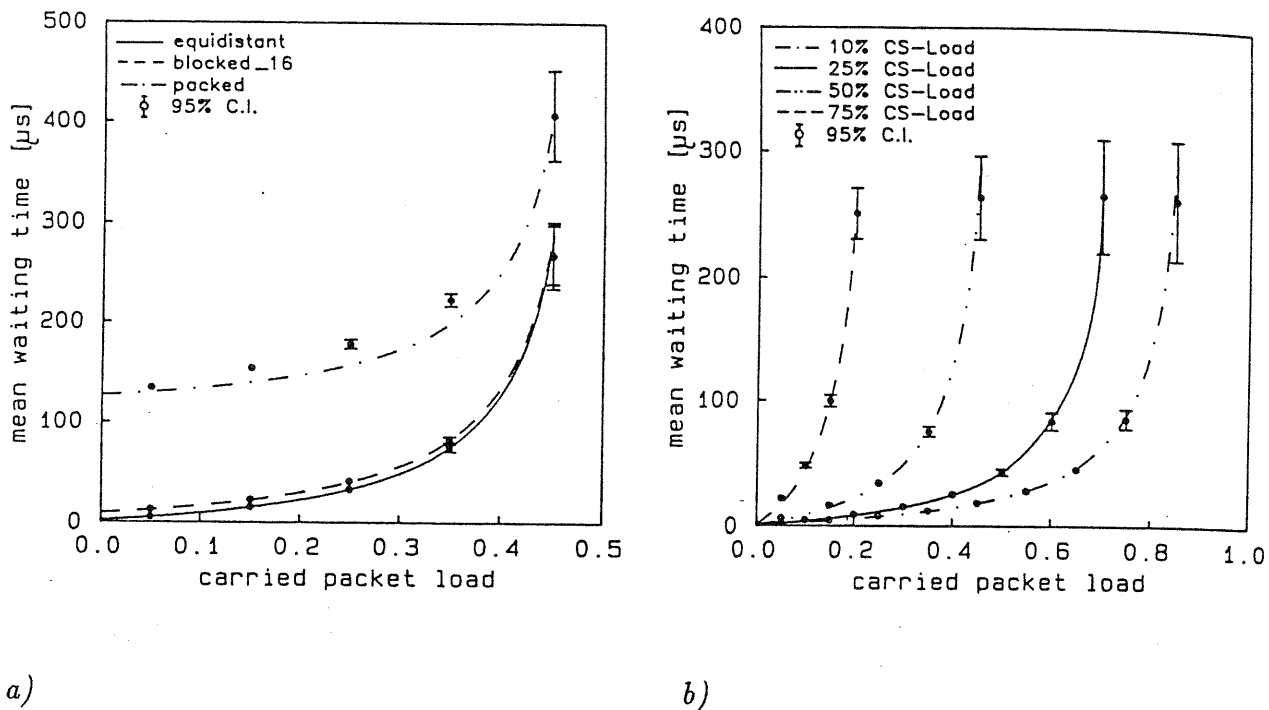 500
400
300
200
100
0
mean waiting time [µs]
equidistant
blocked_16
packed
95% C.I.
0.0 0.1 0.2 0.3 0.4 0.5
carried packet load
a)
400
300
200
100
0
mean waiting time [µs]
10% CS-Load
25% CS-Load
50% CS-Load
75% CS-Load
95% C.I.
0.0 0.2 0.4 0.6 0.8 1.0
carried packet load
b)